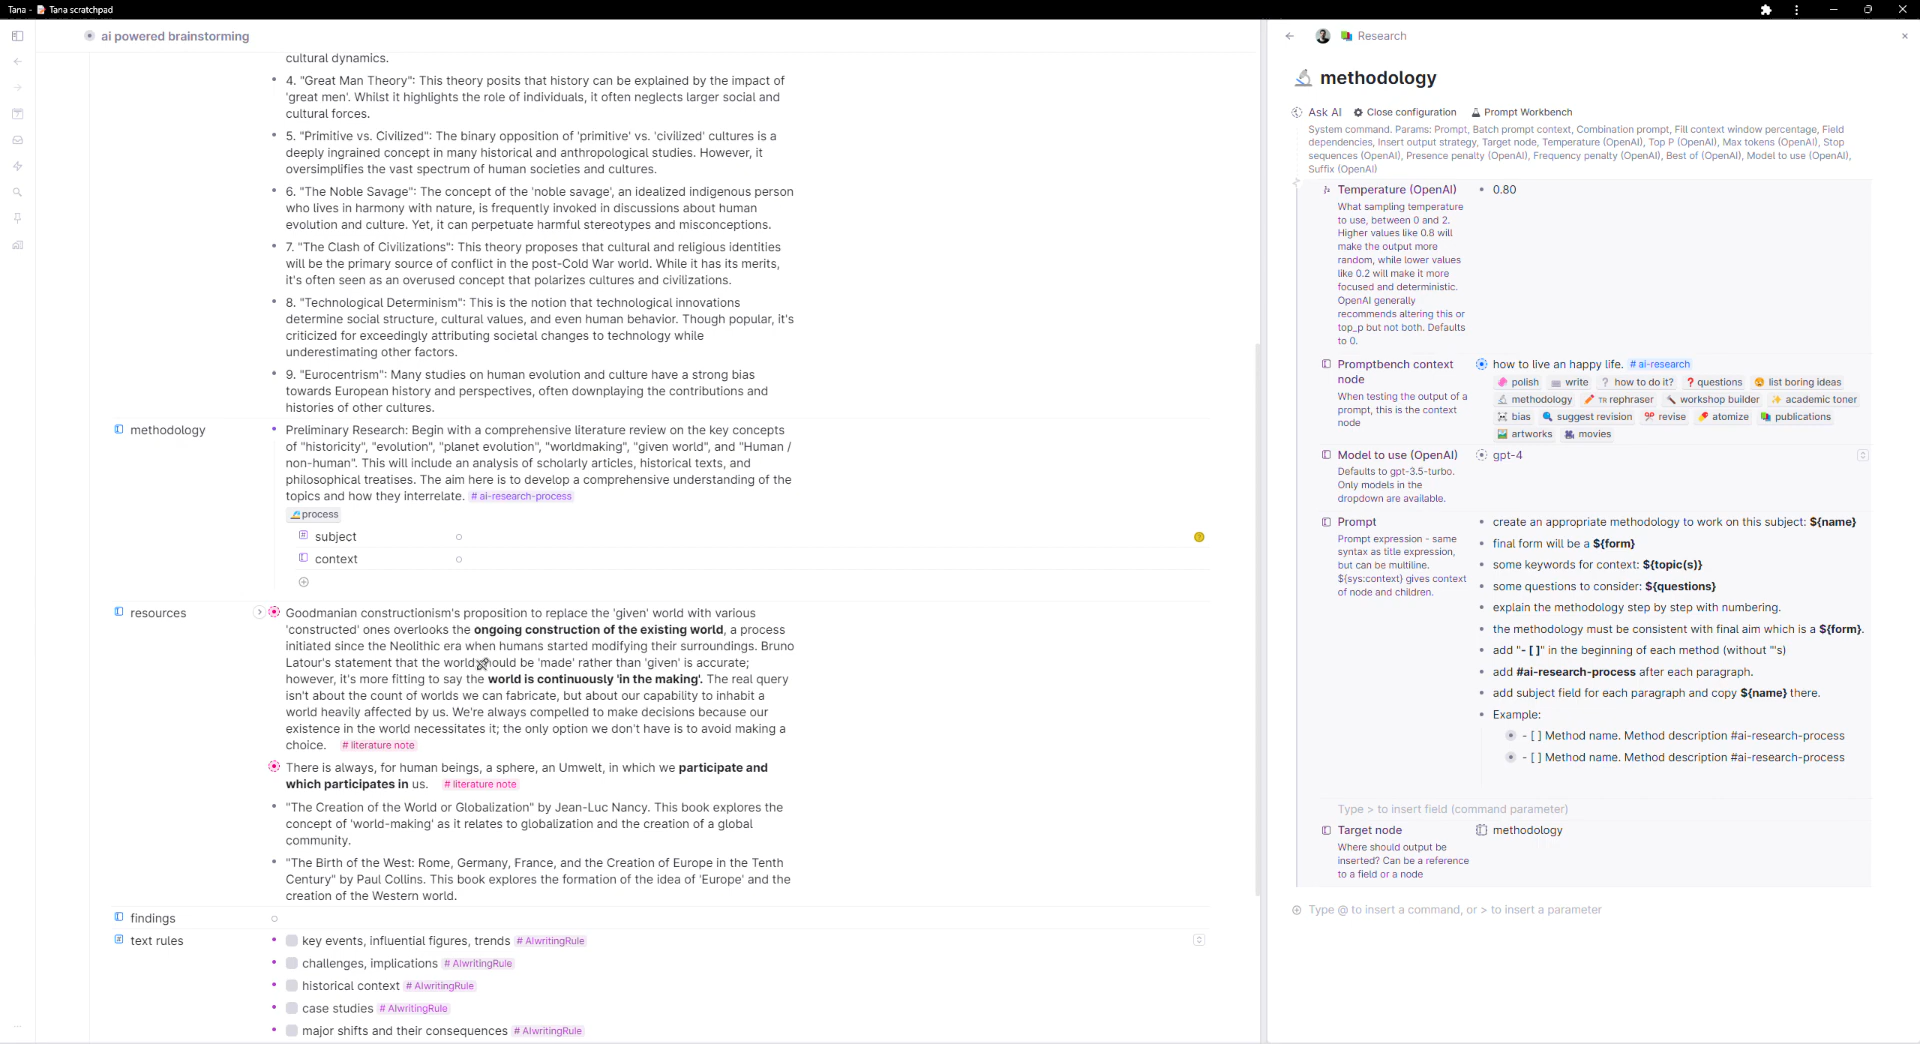 Tana - Tana scratchpad
ai powered brainstorming
cultural dynamics.
4. "Great Man Theory": This theory posits that history can be explained by the impact of
'great men'. Whilst it highlights the role of individuals, it often neglects larger social and
cultural forces.
5. "Primitive vs. Civilized": The binary opposition of 'primitive' vs. 'civilized' cultures is a
deeply ingrained concept in many historical and anthropological studies. However, it
oversimplifies the vast spectrum of human societies and cultures.
6. "The Noble Savage": The concept of the 'noble savage', an idealized indigenous person
who lives in harmony with nature, is frequently invoked in discussions about human
evolution and culture. Yet, it can perpetuate harmful stereotypes and misconceptions.
7. "The Clash of Civilizations": This theory proposes that cultural and religious identities
will be the primary source of conflict in the post-Cold War world. While it has its merits,
it's often seen as an overused concept that polarizes cultures and civilizations.
8. "Technological Determinism": This is the notion that technological innovations
determine social structure, cultural values, and even human behavior. Though popular, it's
criticized for exceedingly attributing societal changes to technology while
underestimating other factors.
9. "Eurocentrism": Many studies on human evolution and culture have a strong bias
towards European history and perspectives, often downplaying the contributions and
histories of other cultures.
methodology
Preliminary Research: Begin with a comprehensive literature review on the key concepts
of "historicity", "evolution", "planet evolution", "worldmaking", "given world", and "Human /
non-human". This will include an analysis of scholarly articles, historical texts, and
philosophical treatises. The aim here is to develop a comprehensive understanding of the
topics and how they interrelate. # ai-research-process
process
subject
context
resources
Goodmanian constructionism's proposition to replace the 'given' world with various
'constructed' ones overlooks the ongoing construction of the existing world, a process
initiated since the Neolithic era when humans started modifying their surroundings. Bruno
Latour's statement that the world should be 'made' rather than 'given' is accurate;
however, it's more fitting to say the world is continuously 'in the making'. The real query
isn't about the count of worlds we can fabricate, but about our capability to inhabit a
world heavily affected by us. We're always compelled to make decisions because our
existence in the world necessitates it; the only option we don't have is to avoid making a
choice. # literature note
There is always, for human beings, a sphere, an Umwelt, in which we participate and
which participates in us. # literature note
"The Creation of the World or Globalization" by Jean-Luc Nancy. This book explores the
concept of 'world-making' as it relates to globalization and the creation of a global
community.
"The Birth of the West: Rome, Germany, France, and the Creation of Europe in the Tenth
Century" by Paul Collins. This book explores the formation of the idea of 'Europe' and the
creation of the Western world.
findings
text rules
key events, influential figures, trends # AIwritingRule
challenges, implications # AIwritingRule
historical context # AIwritingRule
case studies # AIwritingRule
major shifts and their consequences # AIwritingRule
Research
methodology
Ask AI Close configuration Prompt Workbench
System command. Params: Prompt, Batch prompt context, Combination prompt, Fill context window percentage, Field
dependencies, Insert output strategy, Target node, Temperature (OpenAI), Top P (OpenAI), Max tokens (OpenAI), Stop
sequences (OpenAI), Presence penalty (OpenAI), Frequency penalty (OpenAI), Best of (OpenAI), Model to use (OpenAI),
Suffix (OpenAI)
Temperature (OpenAI)
0.80
What sampling temperature
to use, between 0 and 2.
Higher values like 0.8 will
make the output more
random, while lower values
like 0.2 will make it more
focused and deterministic.
OpenAI generally
recommends altering this or
top_p but not both. Defaults
to 0.
Promptbench context
node
When testing the output of a
prompt, this is the context
node
how to live an happy life. # ai-research
polish write ? how to do it? ? questions list boring ideas
methodology TR rephraser workshop builder academic toner
bias suggest revision revise atomize publications
artworks movies
Model to use (OpenAI)
gpt-4
Defaults to gpt-3.5-turbo.
Only models in the
dropdown are available.
Prompt
Prompt expression - same
syntax as title expression,
but can be multiline.
${sys:context} gives context
of node and children.
create an appropriate methodology to work on this subject: ${name}
final form will be a ${form}
some keywords for context: ${topic(s)}
some questions to consider: ${questions}
explain the methodology step by step with numbering.
the methodology must be consistent with final aim which is a ${form}.
add "- [ ]" in the beginning of each method (without "'s)
add #ai-research-process after each paragraph.
add subject field for each paragraph and copy ${name} there.
Example:
- [ ] Method name. Method description #ai-research-process
- [ ] Method name. Method description #ai-research-process
Type > to insert field (command parameter)
Target node
methodology
Where should output be
inserted? Can be a reference
to a field or a node
Type @ to insert a command, or > to insert a parameter